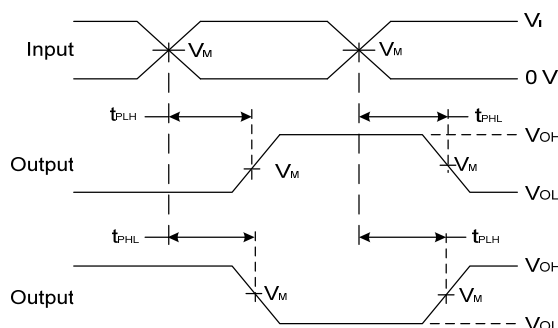 VI
Input VM VM
0 V
tPLH tPHL
VOH
Output VM VM
VOL
tPHL tPLH
VOH
Output VM VM
VOL